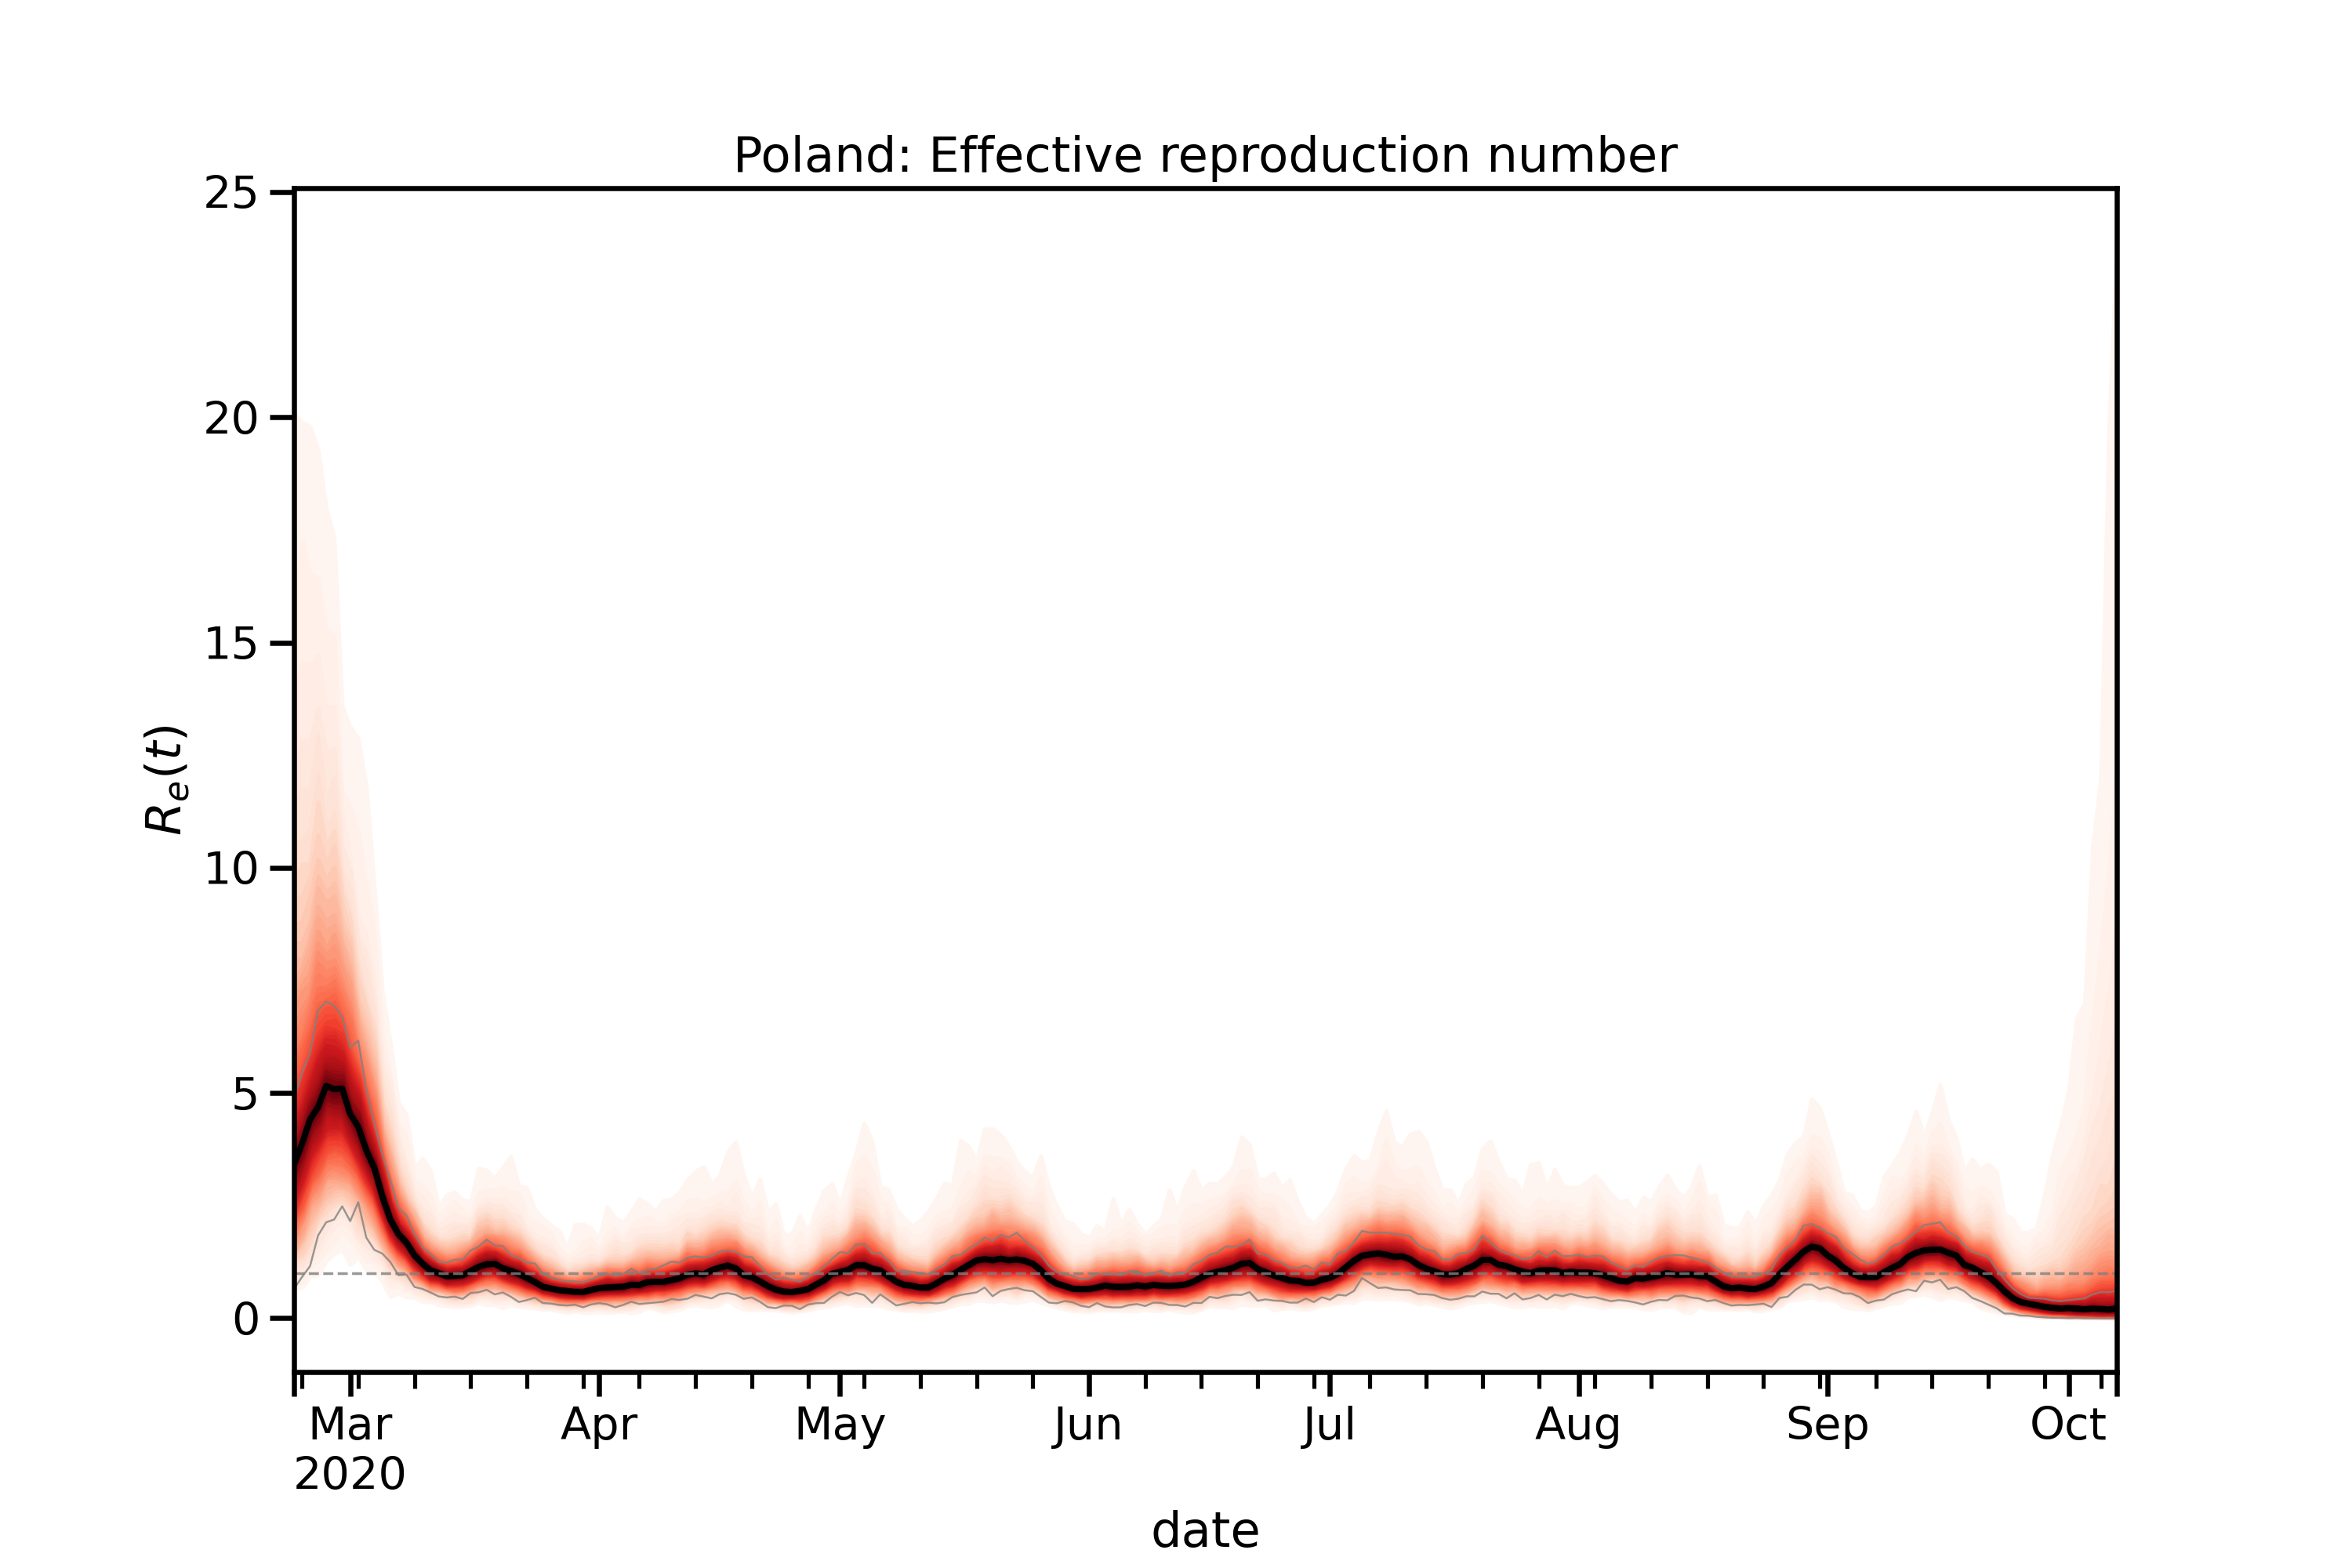 Poland: Effective reproduction number
25
20
15
10
5
0
Rₑ(t)
Mar Apr May Jun Jul Aug Sep Oct
2020
date